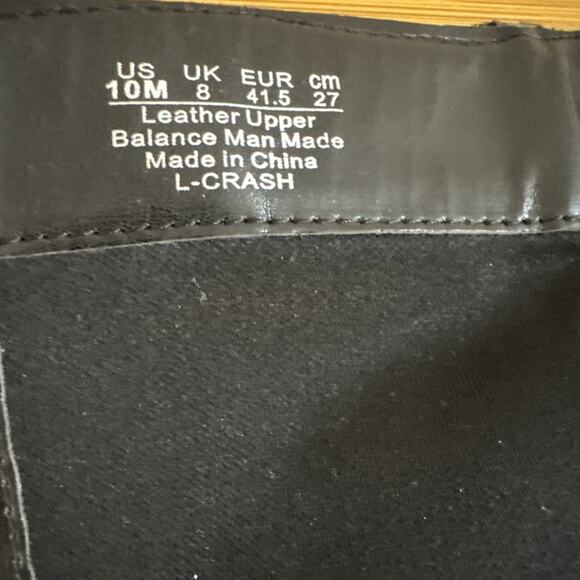 US UK EUR cm
10M 8 41.5 27
Leather Upper
Balance Man Made
Made in China
L-CRASH